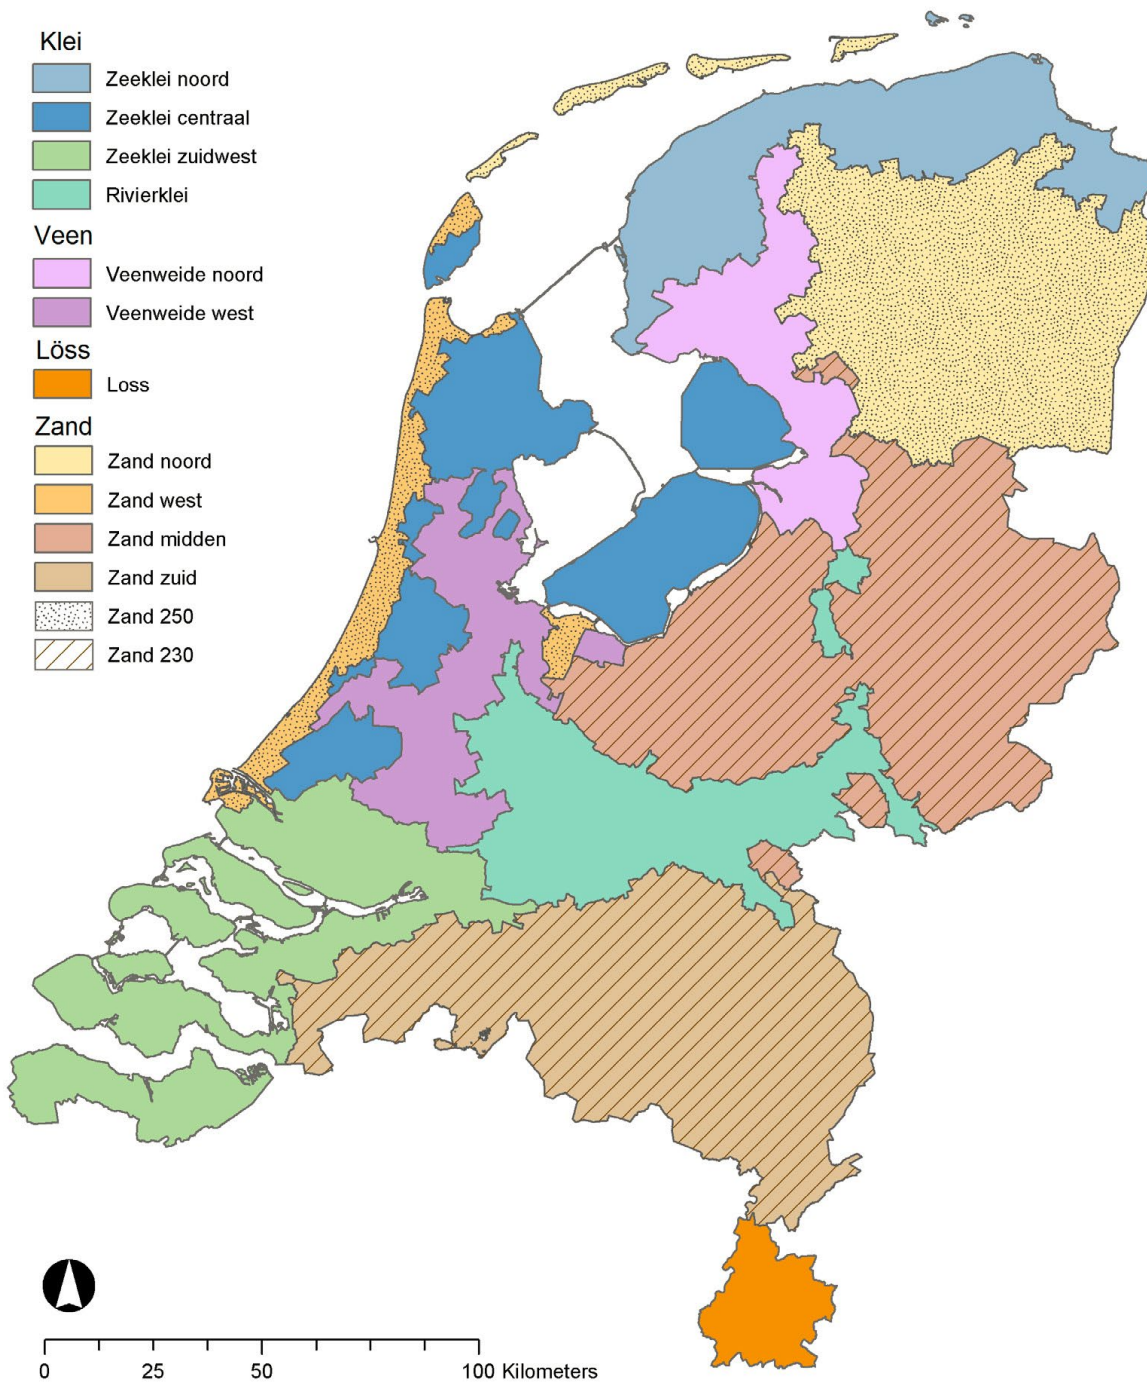 Klei
Zeeklei noord
Zeeklei centraal
Zeeklei zuidwest
Rivierklei
Veen
Veenweide noord
Veenweide west
Löss
Loss
Zand
Zand noord
Zand west
Zand midden
Zand zuid
Zand 250
Zand 230
0 25 50 100 Kilometers